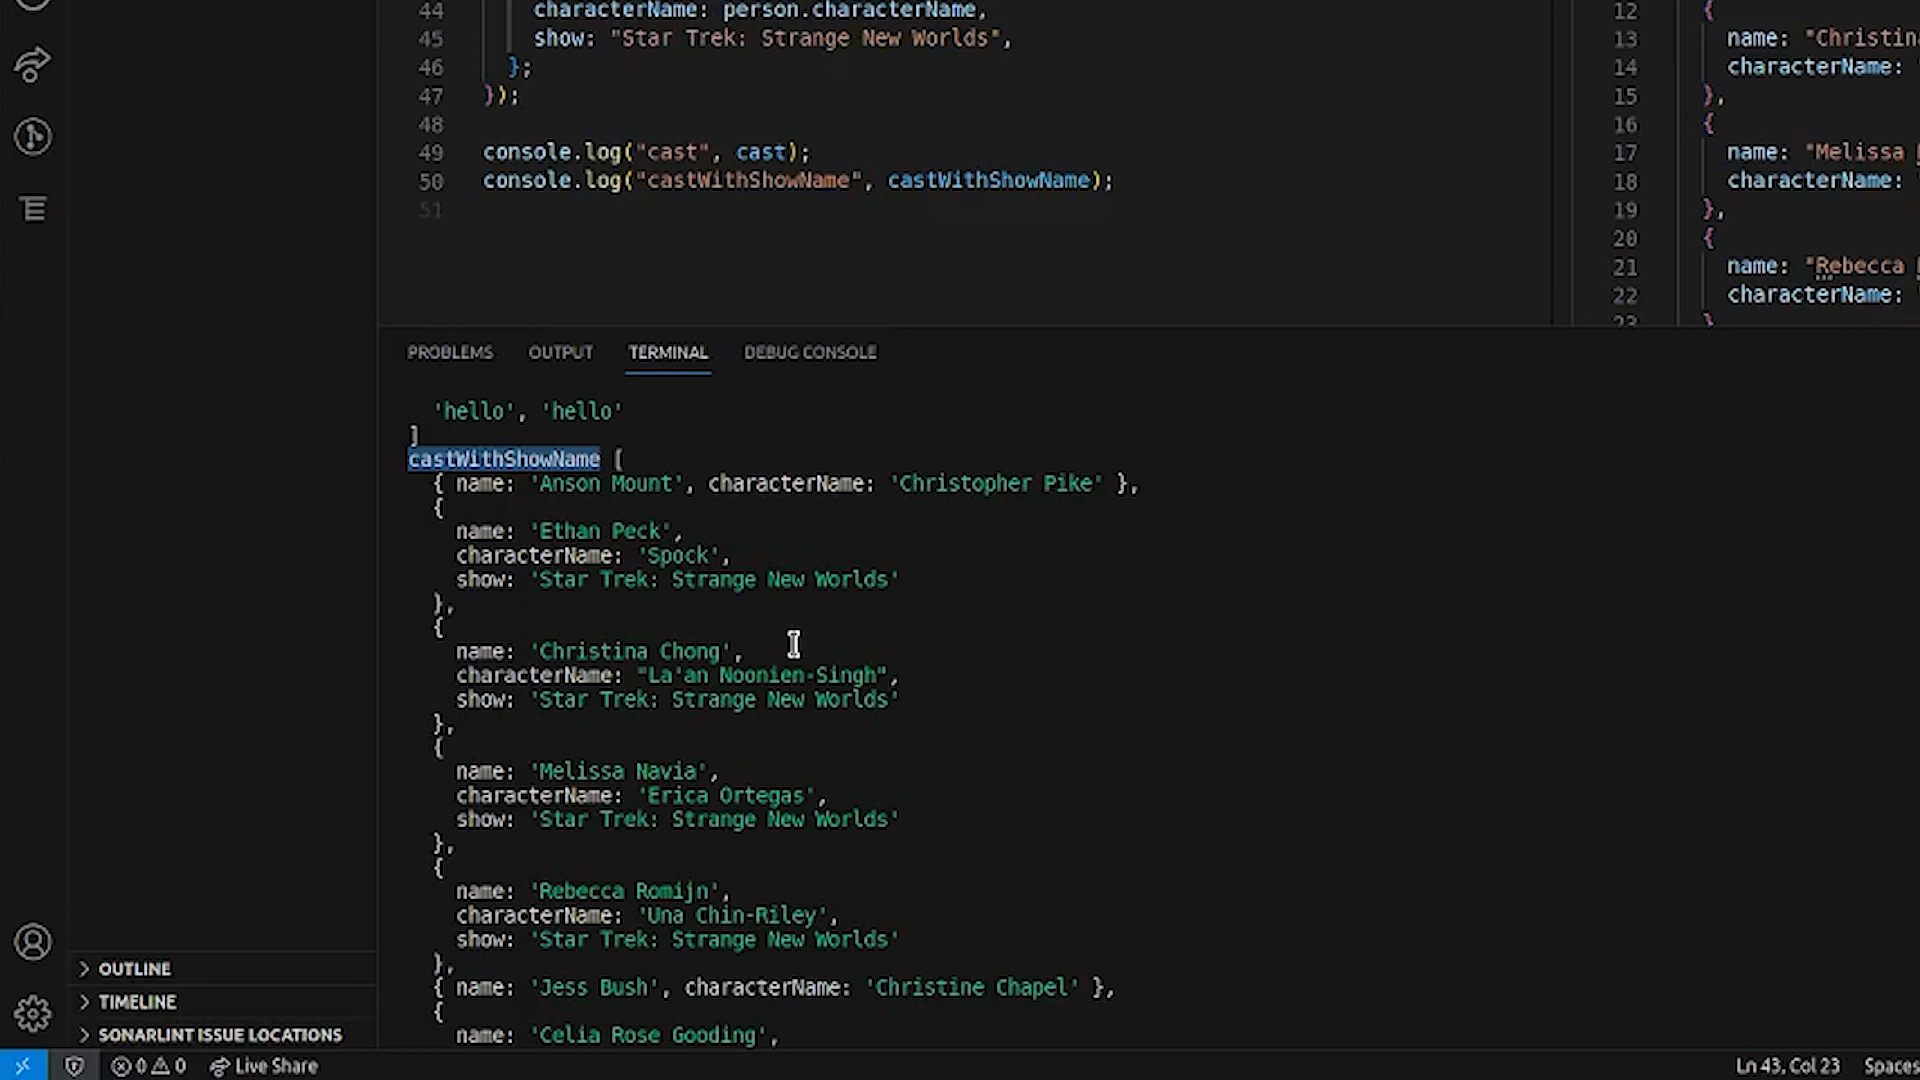 44 characterName: person.characterName,
45 show: "Star Trek: Strange New Worlds",
46 };
47 });
48
49 console.log("cast", cast);
50 console.log("castWithShowName", castWithShowName);
51
12 {
13 name: "Christin
14 characterName:
15 },
16 {
17 name: "Melissa
18 characterName:
19 },
20 {
21 name: "Rebecca
22 characterName:
23 }
PROBLEMS OUTPUT TERMINAL DEBUG CONSOLE
'hello', 'hello'
]
castWithShowName [
{ name: 'Anson Mount', characterName: 'Christopher Pike' },
{
name: 'Ethan Peck',
characterName: 'Spock',
show: 'Star Trek: Strange New Worlds'
},
{
name: 'Christina Chong',
characterName: "La'an Noonien-Singh",
show: 'Star Trek: Strange New Worlds'
},
{
name: 'Melissa Navia',
characterName: 'Erica Ortegas',
show: 'Star Trek: Strange New Worlds'
},
{
name: 'Rebecca Romijn',
characterName: 'Una Chin-Riley',
show: 'Star Trek: Strange New Worlds'
},
{ name: 'Jess Bush', characterName: 'Christine Chapel' },
{
name: 'Celia Rose Gooding',
OUTLINE
TIMELINE
SONARLINT ISSUE LOCATIONS
0 0 Live Share
Ln 43, Col 23 Spaces